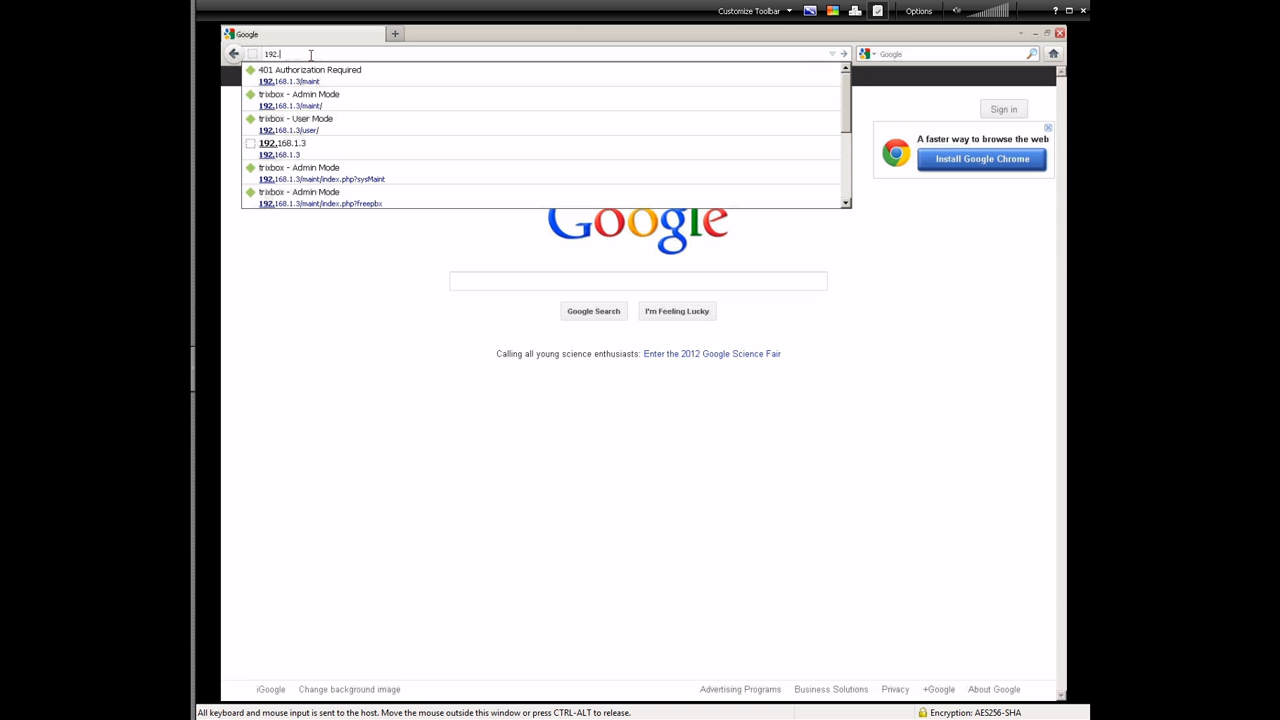 Customize Toolbar
Options
?
Google
192.
Google
401 Authorization Required
192.168.1.3/maint
trixbox - Admin Mode
192.168.1.3/maint/
trixbox - User Mode
192.168.1.3/user/
192.168.1.3
192.168.1.3
trixbox - Admin Mode
192.168.1.3/maint/index.php?sysMaint
trixbox - Admin Mode
192.168.1.3/maint/index.php?freepbx
Sign in
A faster way to browse the web
Install Google Chrome
Google
Google Search
I'm Feeling Lucky
Calling all young science enthusiasts: Enter the 2012 Google Science Fair
iGoogle
Change background image
Advertising Programs
Business Solutions
Privacy
+Google
About Google
All keyboard and mouse input is sent to the host. Move the mouse outside this window or press CTRL-ALT to release.
Encryption: AES256-SHA